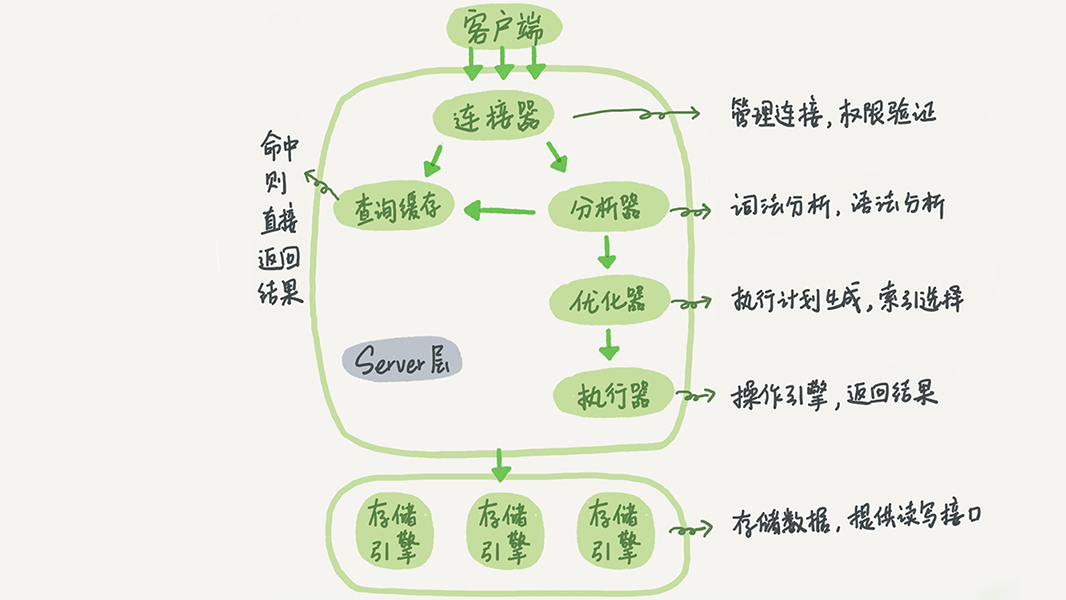 客户端
连接器
管理连接，权限验证
命中
则
直接
返回
结果
查询缓存
分析器
词法分析，语法分析
优化器
执行计划生成，索引选择
Server层
执行器
操作引擎，返回结果
存储
引擎
存储
引擎
存储
引擎
存储数据，提供读写接口